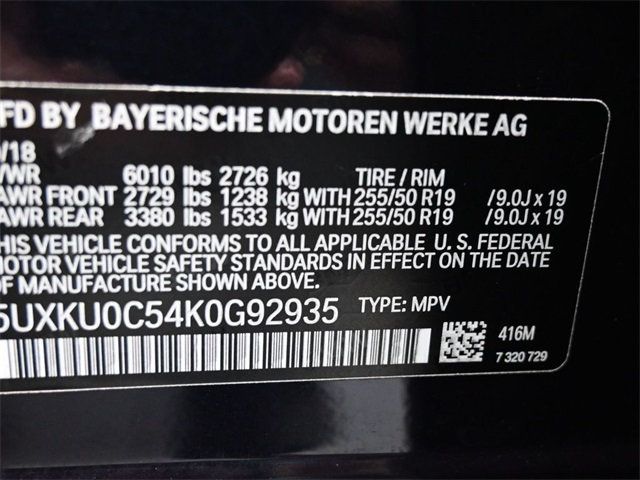 MFD BY BAYERISCHE MOTOREN WERKE AG
/18
/WR 6010 lbs 2726 kg TIRE / RIM
AWR FRONT 2729 lbs 1238 kg WITH 255/50 R19 /9.0J x 19
AWR REAR 3380 lbs 1533 kg WITH 255/50 R19 /9.0J x 19
THIS VEHICLE CONFORMS TO ALL APPLICABLE U. S. FEDERAL
MOTOR VEHICLE SAFETY STANDARDS IN EFFECT ON THE DATE
OF MANUFACTURE SHOWN ABOVE.
5UXKU0C54K0G92935 TYPE: MPV
416M
7 320 729